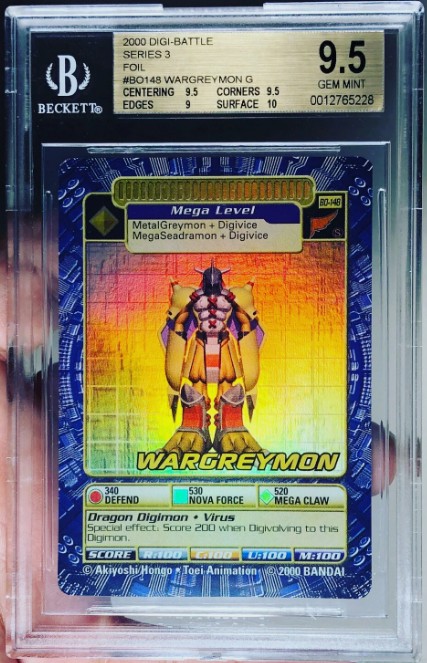 2000 DIGI-BATTLE
SERIES 3
FOIL
#BO148 WARGREYMON G
CENTERING 9.5 CORNERS 9.5
EDGES 9 SURFACE 10
9.5
GEM MINT
0012765228
B
BECKETT®
BO-148
Mega Level
MetalGreymon + Digivice
MegaSeadramon + Digivice
WARGREYMON
340 DEFEND
530 NOVA FORCE
520 MEGA CLAW
Dragon Digimon • Virus
Special effect: Score 200 when Digivolving to this
Digimon.
SCORE R:100 C:100 U:100 M:100
© Akiyoshi Hongo • Toei Animation © 2000 BANDAI